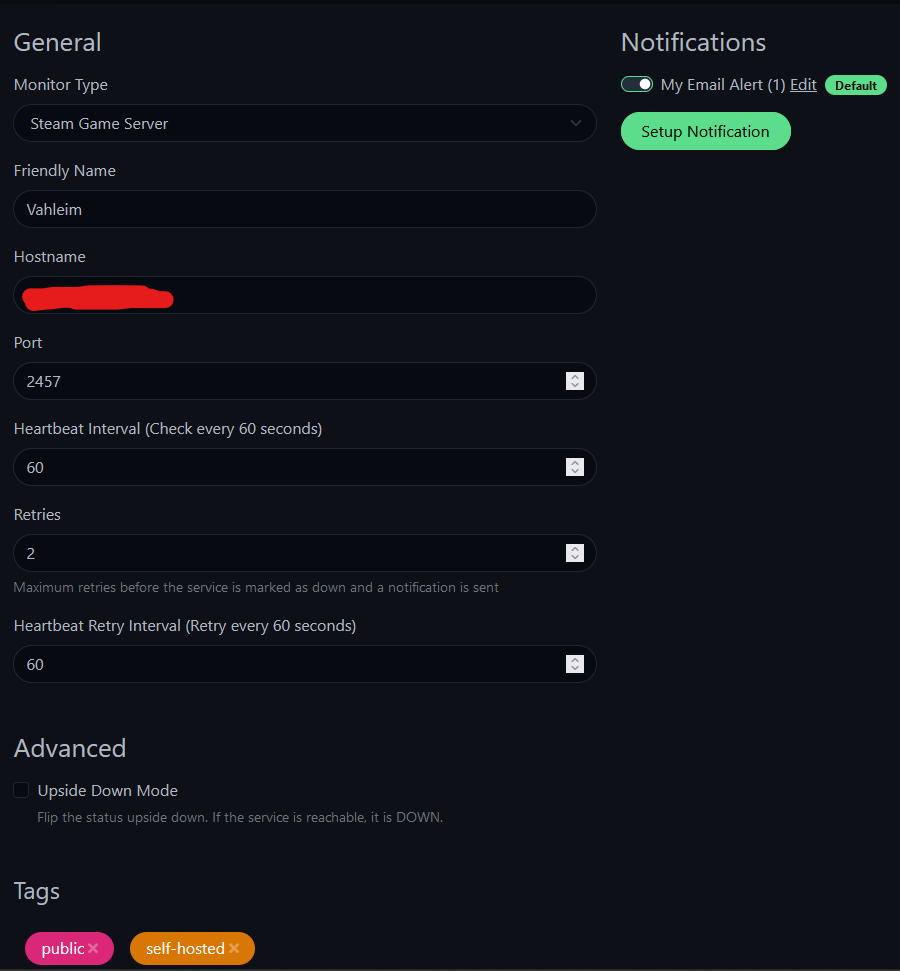 General
Monitor Type
Steam Game Server
Friendly Name
Vahleim
Hostname
Port
2457
Heartbeat Interval (Check every 60 seconds)
60
Retries
2
Maximum retries before the service is marked as down and a notification is sent
Heartbeat Retry Interval (Retry every 60 seconds)
60
Advanced
Upside Down Mode
Flip the status upside down. If the service is reachable, it is DOWN.
Tags
public ×
self-hosted ×
Notifications
My Email Alert (1) Edit Default
Setup Notification